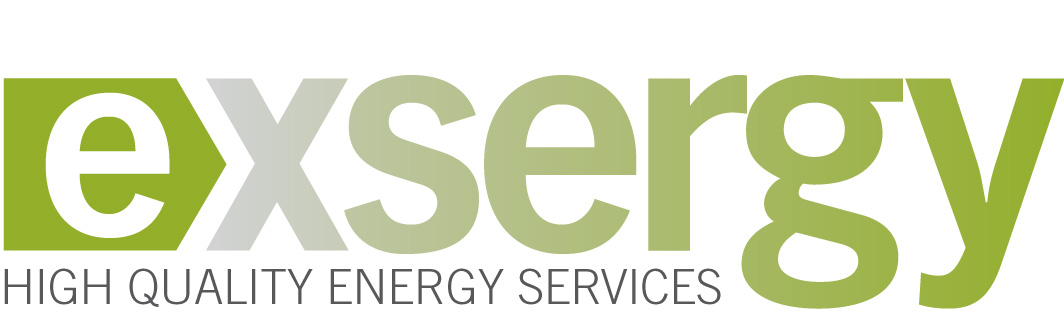 exsergy
HIGH QUALITY ENERGY SERVICES